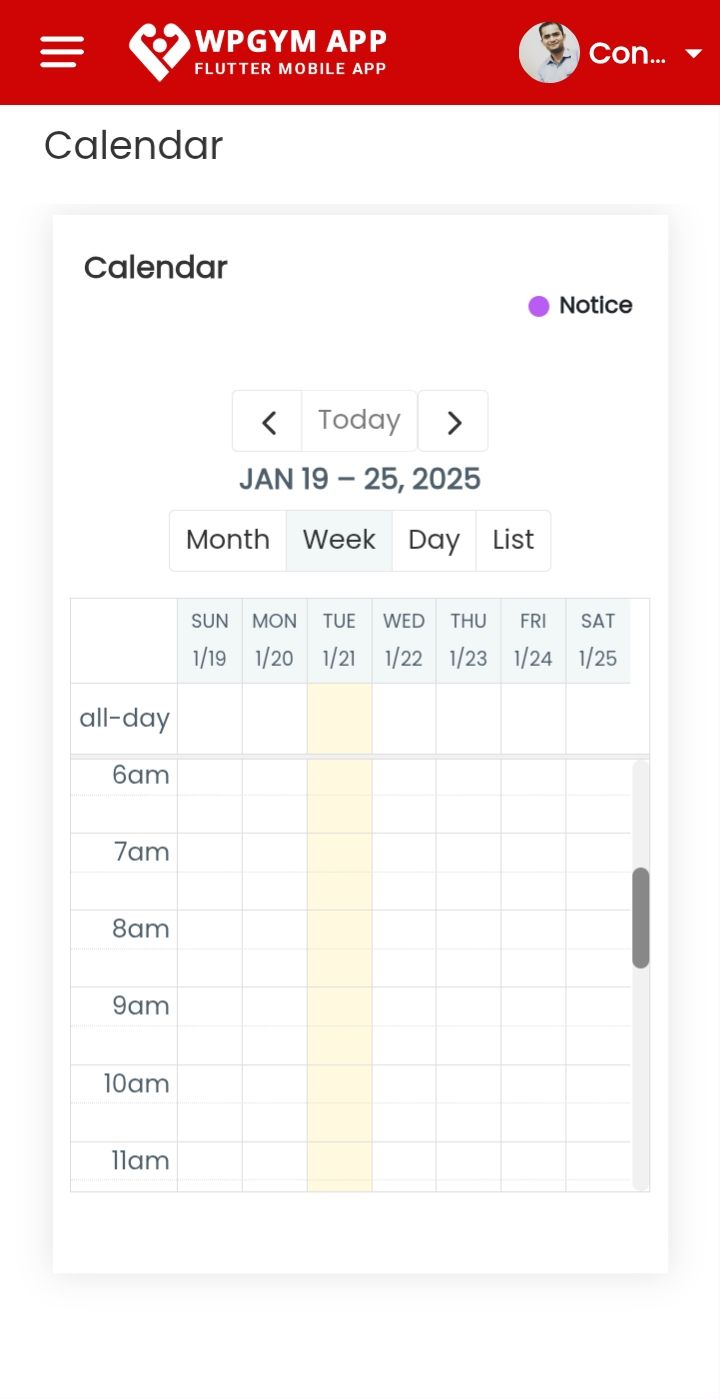 WPGYM APP
FLUTTER MOBILE APP
Con...
Calendar
Calendar
Notice
Today
JAN 19 – 25, 2025
Month Week Day List
SUN MON TUE WED THU FRI SAT
1/19 1/20 1/21 1/22 1/23 1/24 1/25
all-day
6am
7am
8am
9am
10am
11am